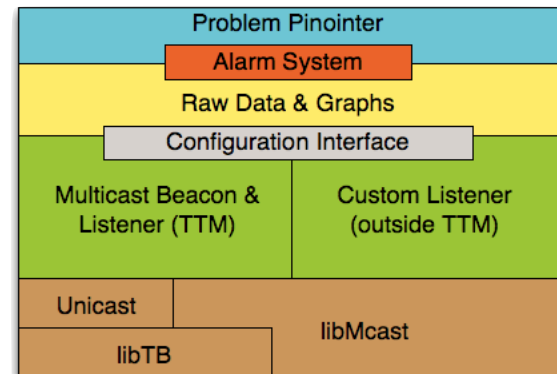 Problem Pinointer
Alarm System
Raw Data & Graphs
Configuration Interface
Multicast Beacon &
Listener (TTM)
Custom Listener
(outside TTM)
Unicast
libMcast
libTB